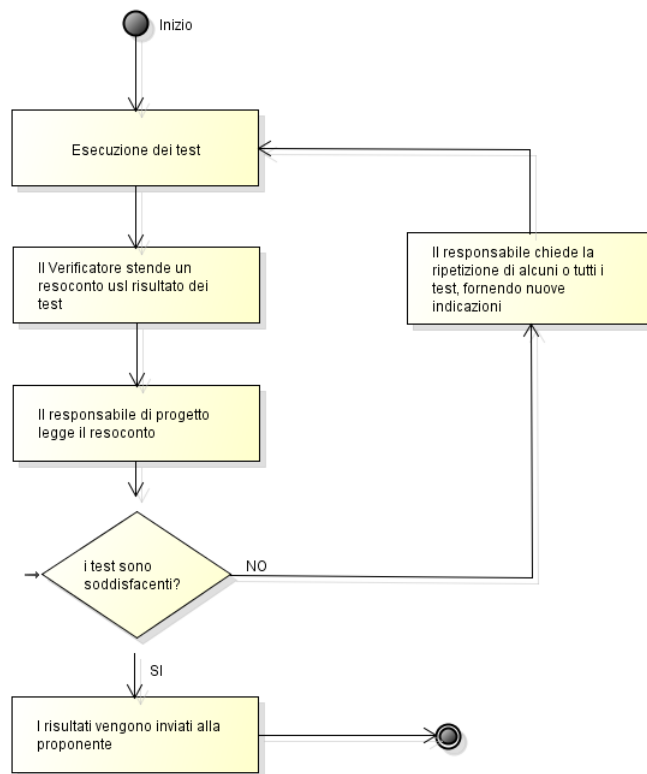 Inizio
Esecuzione dei test
Il Verificatore stende un
resoconto usl risultato dei
test
Il responsabile chiede la
ripetizione di alcuni o tutti i
test, fornendo nuove
indicazioni
Il responsabile di progetto
legge il resoconto
i test sono
soddisfacenti?
NO
SI
I risultati vengono inviati alla
proponente